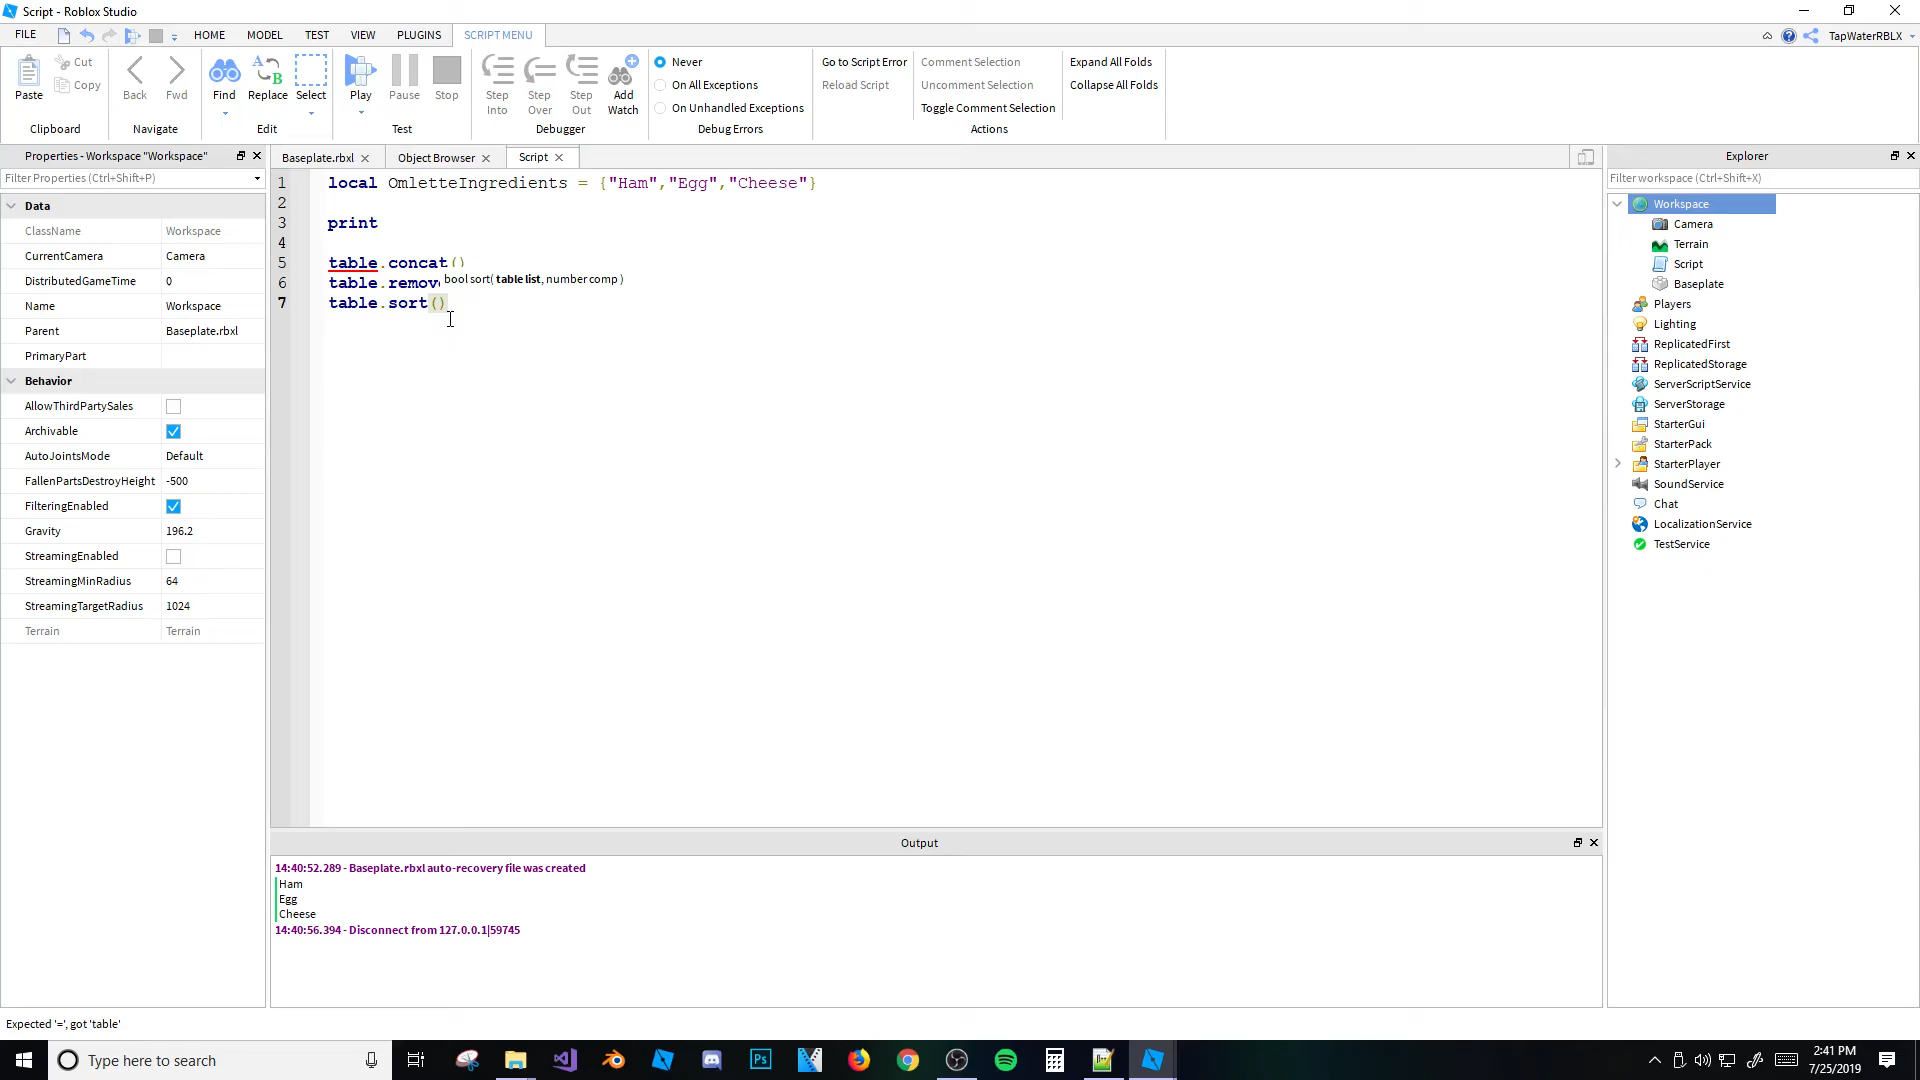 Script - Roblox Studio
FILE HOME MODEL TEST VIEW PLUGINS SCRIPT MENU TapWaterRBLX
Paste Cut Copy
Back Fwd
Find Replace Select
Play Pause Stop
Step Into Step Over Step Out Add Watch
Never
On All Exceptions
On Unhandled Exceptions
Go to Script Error
Reload Script
Comment Selection
Uncomment Selection
Toggle Comment Selection
Expand All Folds
Collapse All Folds
Clipboard Navigate Edit Test Debugger Debug Errors Actions
Properties - Workspace "Workspace"
Filter Properties (Ctrl+Shift+P)
Data
ClassName Workspace
CurrentCamera Camera
DistributedGameTime 0
Name Workspace
Parent Baseplate.rbxl
PrimaryPart
Behavior
AllowThirdPartySales
Archivable
AutoJointsMode Default
FallenPartsDestroyHeight -500
FilteringEnabled
Gravity 196.2
StreamingEnabled
StreamingMinRadius 64
StreamingTargetRadius 1024
Terrain Terrain
Baseplate.rbxl Object Browser Script
1 local OmletteIngredients = {"Ham","Egg","Cheese"}
2
3 print
4
5 table.concat()
6 table.remov bool sort( table list, number comp )
7 table.sort()
Output
14:40:52.289 - Baseplate.rbxl auto-recovery file was created
Ham
Egg
Cheese
14:40:56.394 - Disconnect from 127.0.0.1|59745
Explorer
Filter workspace (Ctrl+Shift+X)
Workspace
Camera
Terrain
Script
Baseplate
Players
Lighting
ReplicatedFirst
ReplicatedStorage
ServerScriptService
ServerStorage
StarterGui
StarterPack
StarterPlayer
SoundService
Chat
LocalizationService
TestService
Expected '=', got 'table'
Type here to search
Ps
2:41 PM
7/25/2019